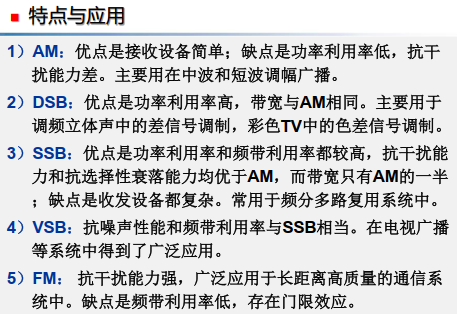 特点与应用
1）AM：优点是接收设备简单；缺点是功率利用率低，抗干
扰能力差。主要用在中波和短波调幅广播。
2）DSB：优点是功率利用率高，带宽与AM相同。主要用于
调频立体声中的差信号调制，彩色TV中的色差信号调制。
3）SSB：优点是功率利用率和频带利用率都较高，抗干扰能
力和抗选择性衰落能力均优于AM，而带宽只有AM的一半
；缺点是收发设备都复杂。常用于频分多路复用系统中。
4）VSB：抗噪声性能和频带利用率与SSB相当。在电视广播
等系统中得到了广泛应用。
5）FM： 抗干扰能力强，广泛应用于长距离高质量的通信系
统中。缺点是频带利用率低，存在门限效应。